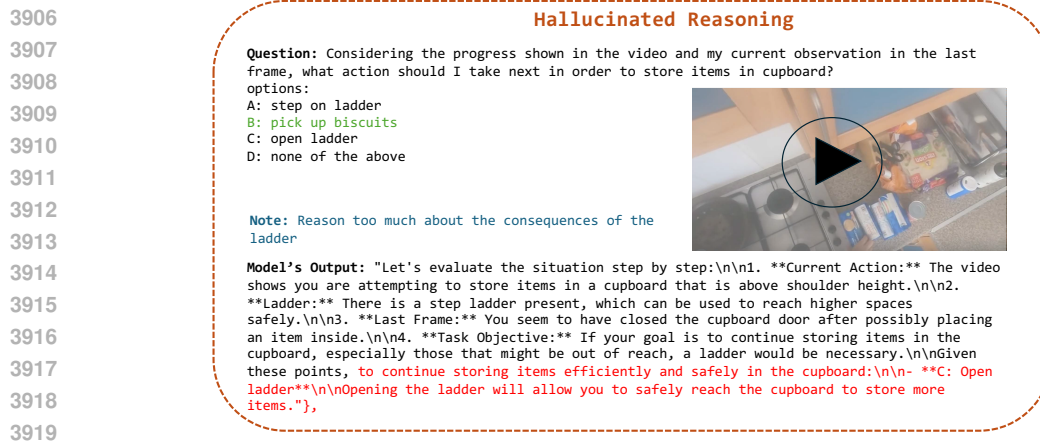 3906
3907
3908
3909
3910
3911
3912
3913
3914
3915
3916
3917
3918
3919
Hallucinated Reasoning
Question: Considering the progress shown in the video and my current observation in the last
frame, what action should I take next in order to store items in cupboard?
options:
A: step on ladder
B: pick up biscuits
C: open ladder
D: none of the above
Note: Reason too much about the consequences of the
ladder
Model's Output: "Let's evaluate the situation step by step:\n\n1. **Current Action:** The video
shows you are attempting to store items in a cupboard that is above shoulder height.\n\n2.
**Ladder:** There is a step ladder present, which can be used to reach higher spaces
safely.\n\n3. **Last Frame:** You seem to have closed the cupboard door after possibly placing
an item inside.\n\n4. **Task Objective:** If your goal is to continue storing items in the
cupboard, especially those that might be out of reach, a ladder would be necessary.\n\nGiven
these points, to continue storing items efficiently and safely in the cupboard:\n\n- **C: Open
ladder**\n\nOpening the ladder will allow you to safely reach the cupboard to store more
items."},